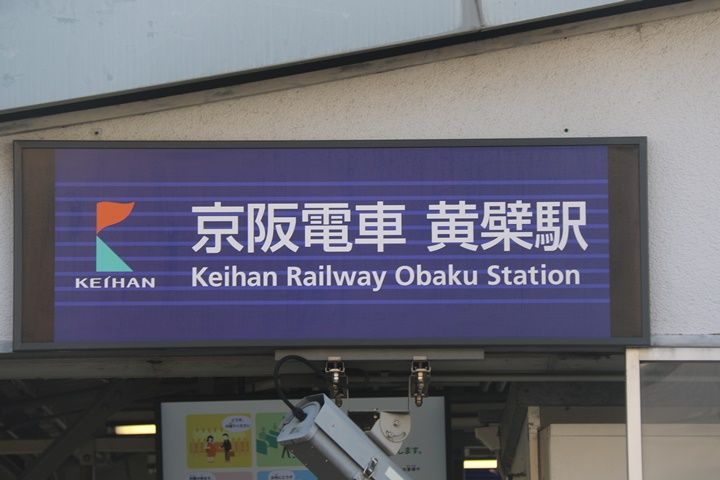 京阪電車 黄檗駅
Keihan Railway Obaku Station
KEIHAN